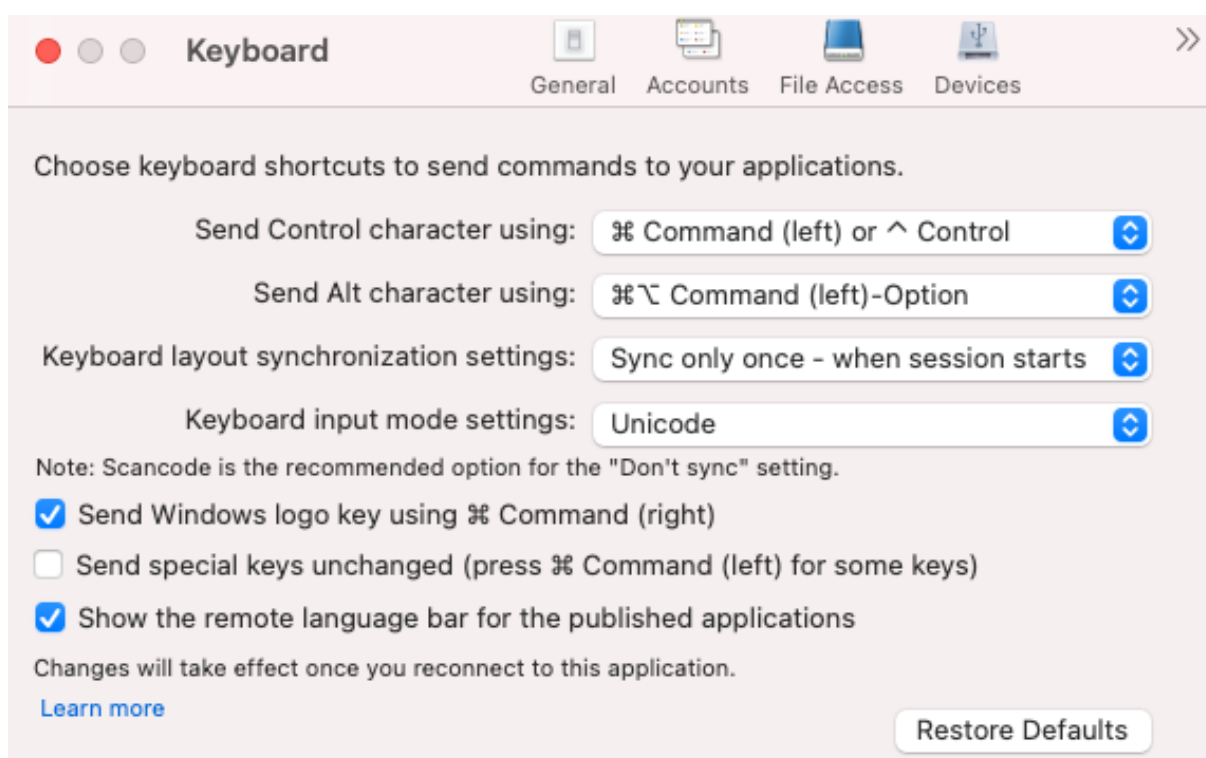 Keyboard
General Accounts File Access Devices
Choose keyboard shortcuts to send commands to your applications.
Send Control character using: ⌘ Command (left) or ^ Control
Send Alt character using: ⌘⌥ Command (left)-Option
Keyboard layout synchronization settings: Sync only once - when session starts
Keyboard input mode settings: Unicode
Note: Scancode is the recommended option for the "Don't sync" setting.
Send Windows logo key using ⌘ Command (right)
Send special keys unchanged (press ⌘ Command (left) for some keys)
Show the remote language bar for the published applications
Changes will take effect once you reconnect to this application.
Learn more
Restore Defaults